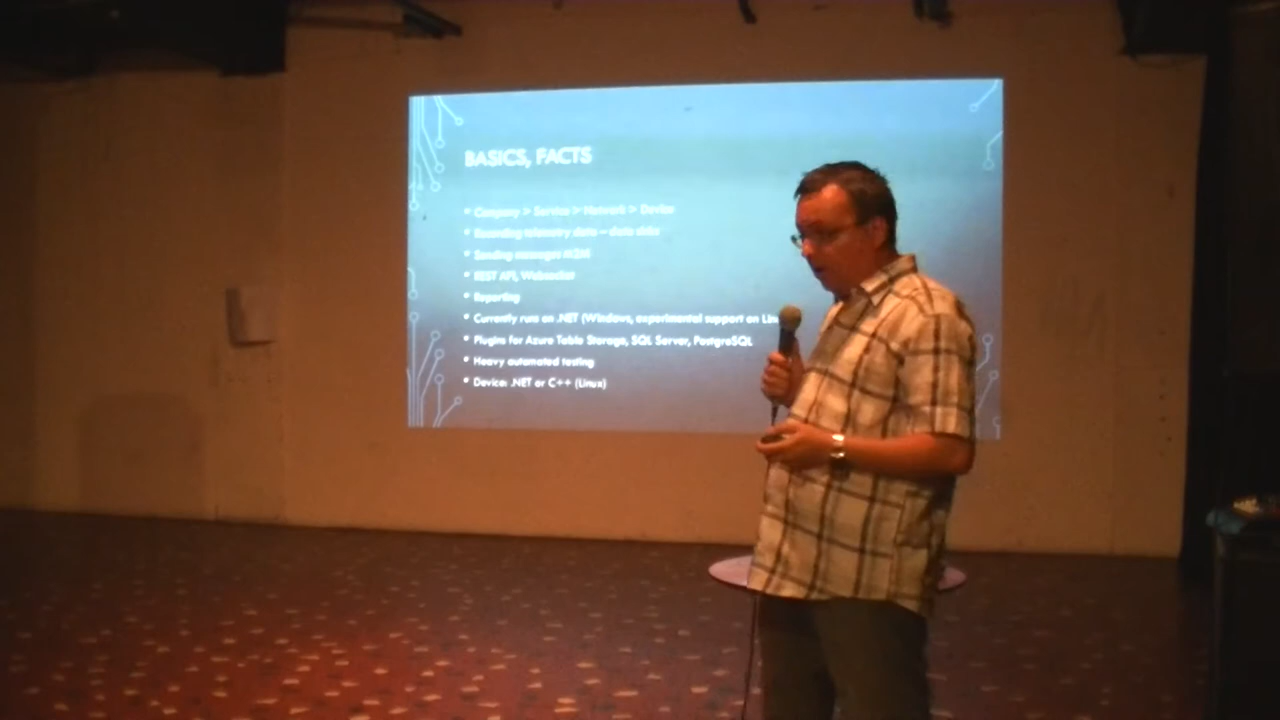 BASICS, FACTS
Company > Service > Network > Device
Recording telemetry data – data
Sending messages M2M
REST API, Websocket
Reporting
Currently runs on .NET (Windows, experimental support on
Plugins for Azure Table Storage, SQL Server, PostgreSQL
Heavy automated testing
Device: .NET or C++ (Linux)